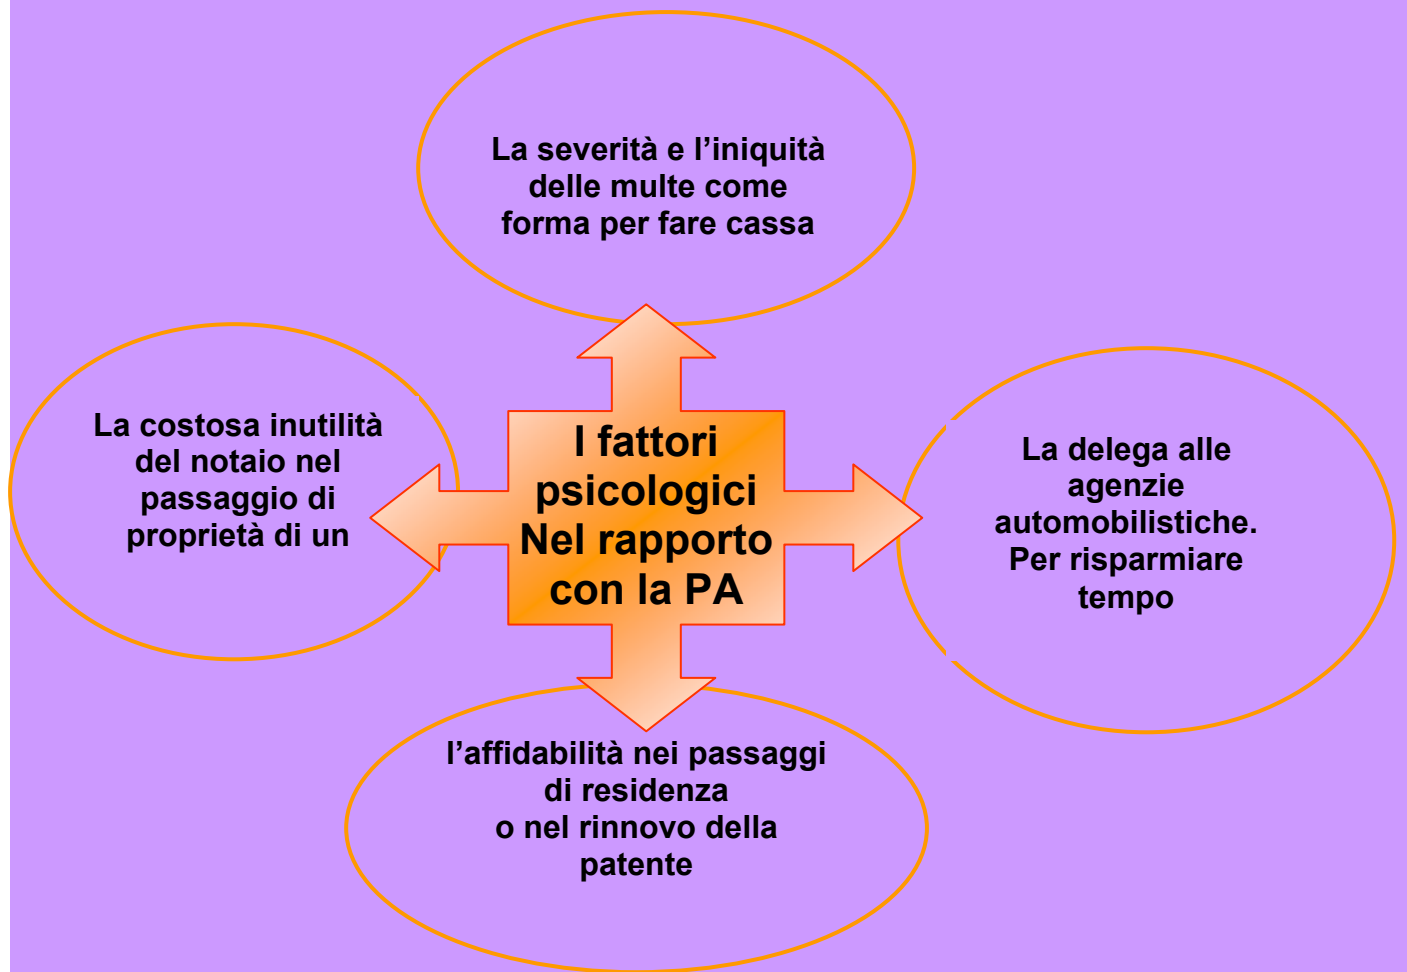 La severità e l’iniquità
delle multe come
forma per fare cassa
La costosa inutilità
del notaio nel
passaggio di
proprietà di un
I fattori
psicologici
Nel rapporto
con la PA
La delega alle
agenzie
automobilistiche.
Per risparmiare
tempo
l’affidabilità nei passaggi
di residenza
o nel rinnovo della
patente